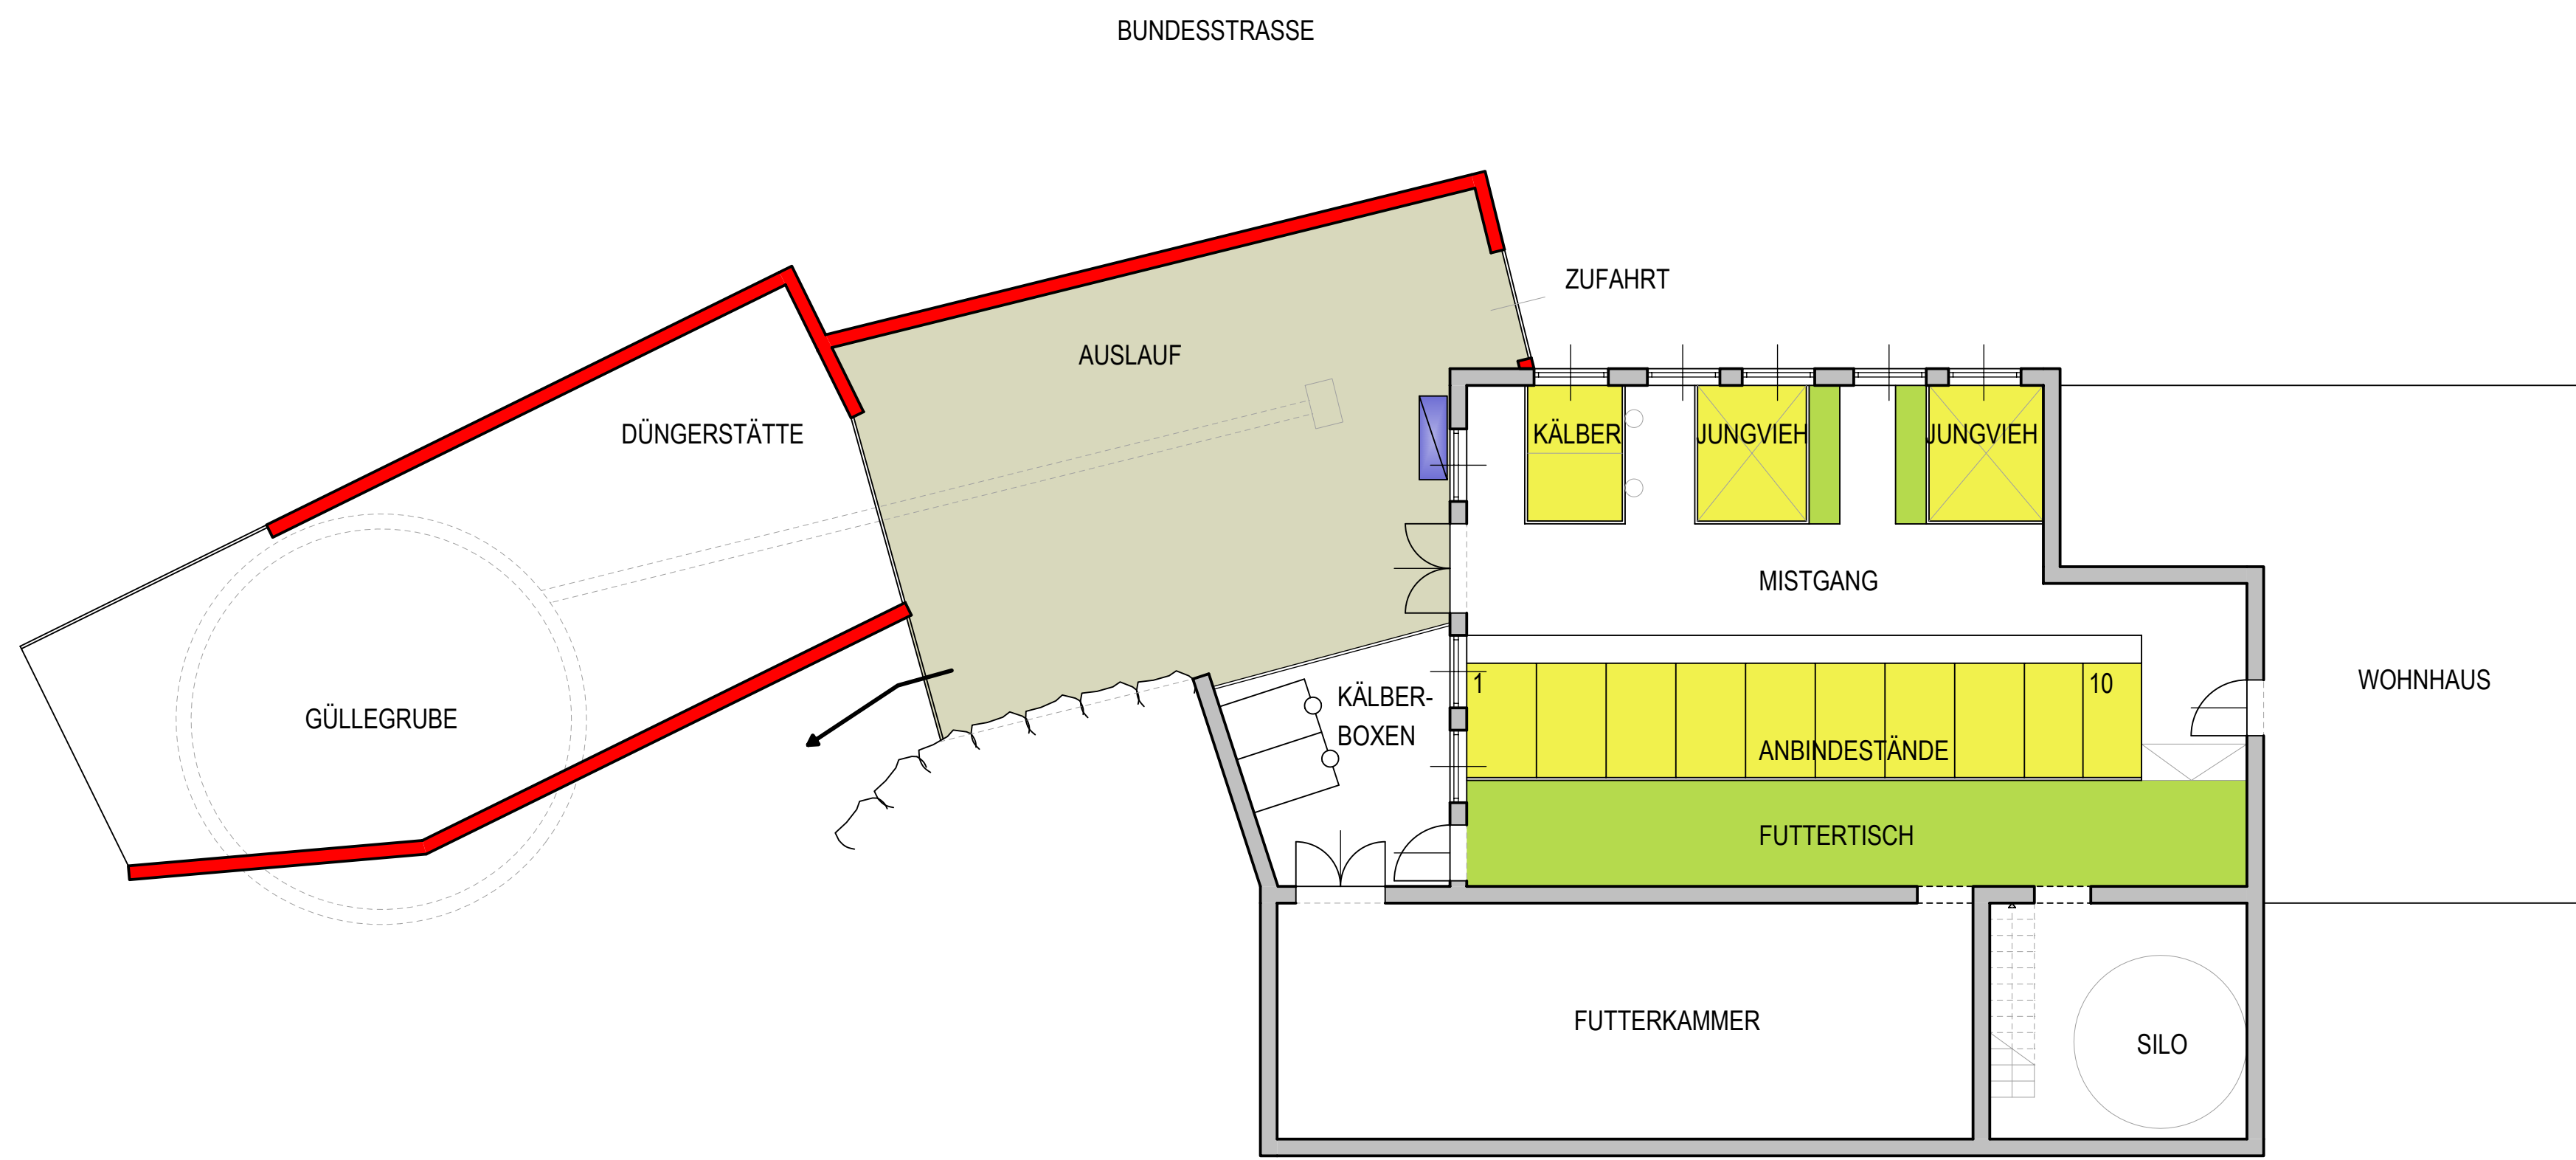 BUNDESSTRASSE
ZUFAHRT
AUSLAUF
DÜNGERSTÄTTE
KÄLBER
JUNGVIEH
JUNGVIEH
MISTGANG
WOHNHAUS
1
10
KÄLBER-
BOXEN
GÜLLEGRUBE
ANBINDESTÄNDE
FUTTERTISCH
FUTTERKAMMER
SILO